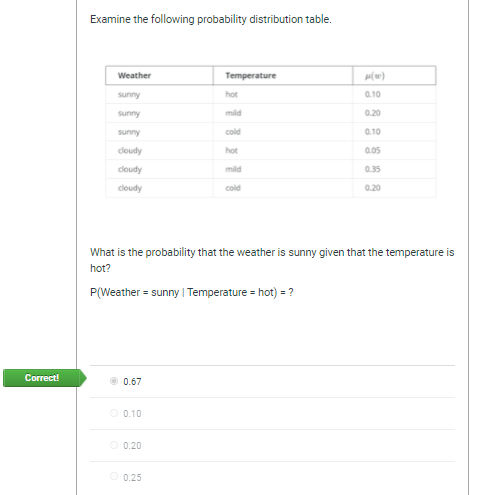 Examine the following probability distribution table.
Weather Temperature μ(w)
sunny hot 0.10
sunny mild 0.20
sunny cold 0.10
cloudy hot 0.05
cloudy mild 0.35
cloudy cold 0.20
What is the probability that the weather is sunny given that the temperature is
hot?
P(Weather = sunny | Temperature = hot) = ?
Correct!
0.67
0.10
0.20
0.25